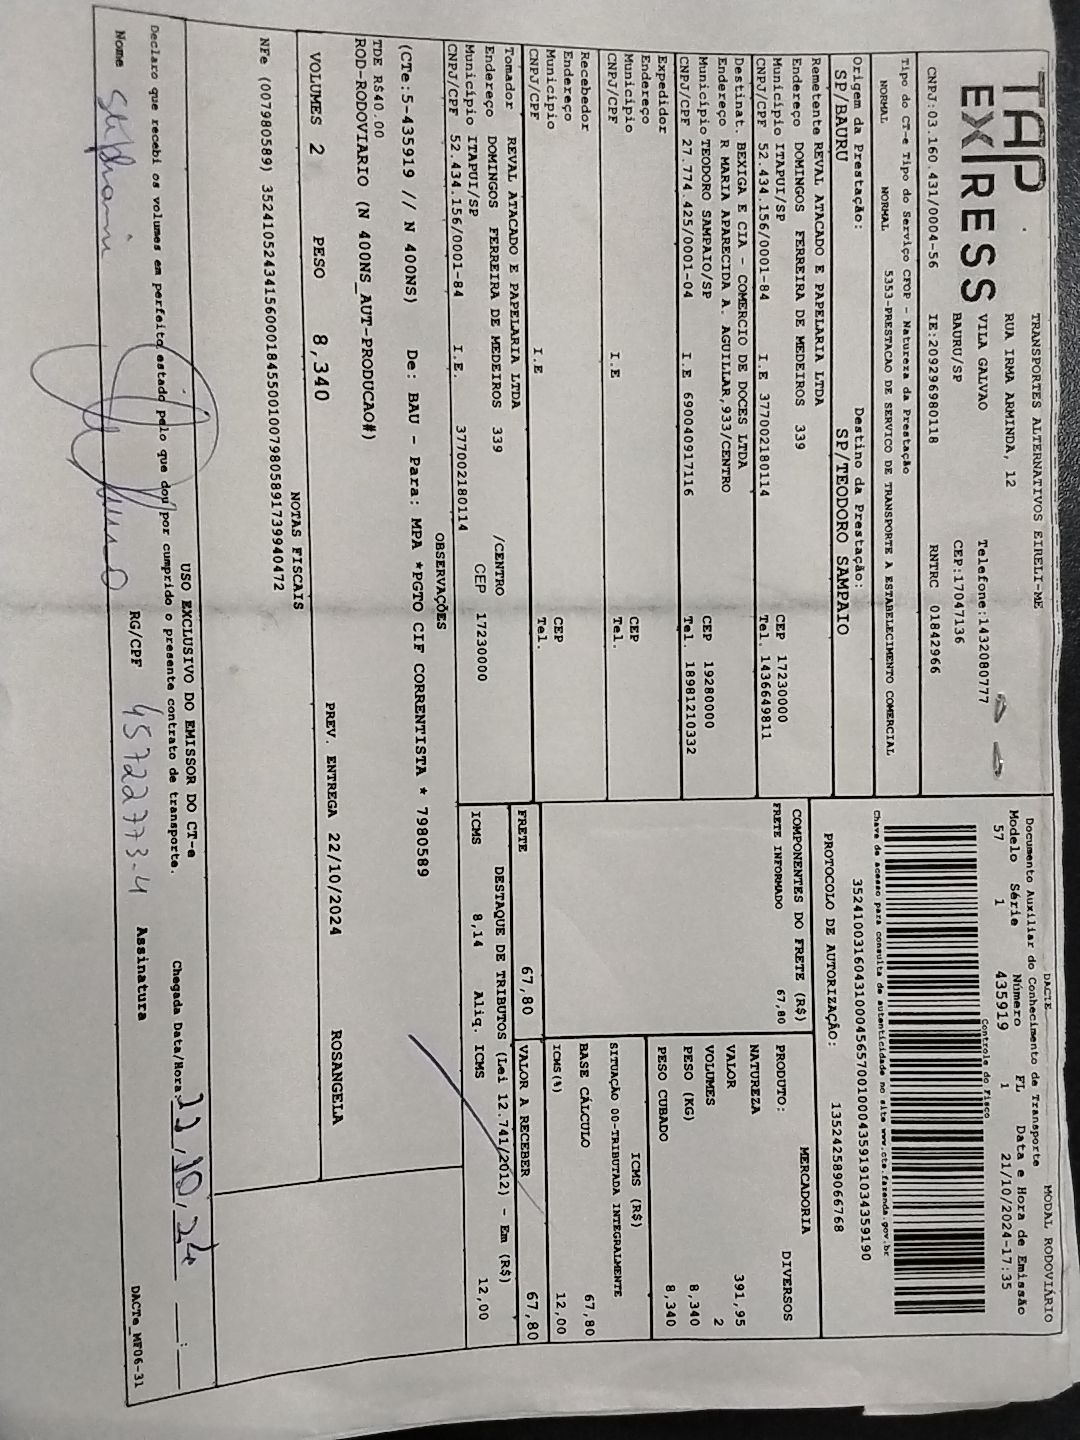 TAP EXPRESS
TRANSPORTES ALTERNATIVOS EIRELI-ME
RUA IRMA ARMINDA, 12
VILA GALVAO Telefone:1432080777
BAURU/SP CEP:17047136
CNPJ:03.160.431/0004-56 IE:209296980118 RNTRC 01842966
DACTE MODAL RODOVIÁRIO
Documento Auxiliar do Conhecimento de Transporte
Modelo Série Número FL Data e Hora de Emissão
57 1 435919 1 21/10/2024-17:35
Controle do Fisco
Chave de acesso para consulta de autenticidade no site www.cte.fazenda.gov.br
35241003160431000456570010004359191034359190
PROTOCOLO DE AUTORIZAÇÃO: 135242589066768
Tipo do CT-e Tipo do Serviço CFOP - Natureza da Prestação
NORMAL NORMAL 5353-PRESTACAO DE SERVICO DE TRANSPORTE A ESTABELECIMENTO COMERCIAL
Origem da Prestação: Destino da Prestação:
SP/BAURU SP/TEODORO SAMPAIO
Remetente REVAL ATACADO E PAPELARIA LTDA
Endereço DOMINGOS FERREIRA DE MEDEIROS 339
Município ITAPUI/SP CEP 17230000
CNPJ/CPF 52.434.156/0001-84 I.E 377002180114 Tel. 1436649811
Destinat. BEXIGA E CIA - COMERCIO DE DOCES LTDA
Endereço R MARIA APARECIDA A. AGUILLAR,933/CENTRO
Município TEODORO SAMPAIO/SP CEP 19280000
CNPJ/CPF 27.774.425/0001-04 I.E 690040917116 Tel. 18981210332
Expedidor
Endereço
Município CEP
CNPJ/CPF I.E Tel.
Recebedor
Endereço
Município CEP
CNPJ/CPF I.E Tel.
Tomador REVAL ATACADO E PAPELARIA LTDA
Endereço DOMINGOS FERREIRA DE MEDEIROS 339 /CENTRO
Município ITAPUI/SP CEP 17230000
CNPJ/CPF 52.434.156/0001-84 I.E. 377002180114
COMPONENTES DO FRETE (R$)
FRETE INFORMADO 67,80
FRETE 67,80
MERCADORIA
PRODUTO: DIVERSOS
NATUREZA
VALOR 391,95
VOLUMES 2
PESO (KG) 8,340
PESO CUBADO 8,340
ICMS (R$)
SITUAÇÃO 00-TRIBUTADA INTEGRALMENTE
BASE CÁLCULO 67,80
ICMS(%) 12,00
VALOR A RECEBER 67,80
DESTAQUE DE TRIBUTOS (Lei 12.741/2012) - Em (R$)
ICMS 8,14 Aliq. ICMS 12,00
OBSERVAÇÕES
(CTe:5-435919 // N 400NS) De: BAU - Para: MPA *PGTO CIF CORRENTISTA * 7980589
TDE R$40.00
ROD-RODOVIARIO (N 400NS_AUT-PRODUCAO#)
VOLUMES 2 PESO 8,340 PREV. ENTREGA 22/10/2024 ROSANGELA
NOTAS FISCAIS
NFe (007980589) 35241052434156000184550010079805891739940472
USO EXCLUSIVO DO EMISSOR DO CT-e
Declaro que recebi os volumes em perfeito estado pelo que dou por cumprido o presente contrato de transporte. Chegada Data/Hora: 22/10/24 :
Nome RG/CPF 45722773-4 Assinatura
DACTe_MF06-31